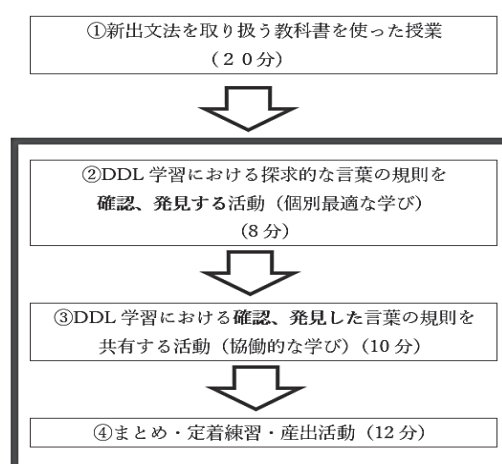 ①新出文法を取り扱う教科書を使った授業
（２０分）
②DDL 学習における探求的な言葉の規則を
確認、発見する活動（個別最適な学び）
（8 分）
③DDL 学習における確認、発見した言葉の規則を
共有する活動（協働的な学び）（10 分）
④まとめ・定着練習・産出活動（12 分）